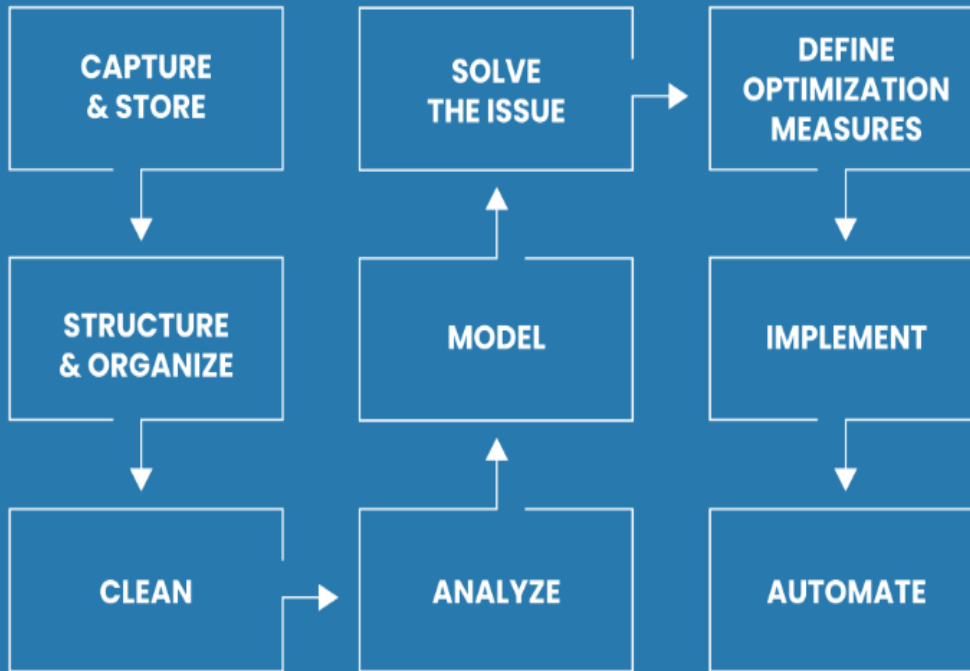 CAPTURE
& STORE
STRUCTURE
& ORGANIZE
CLEAN
ANALYZE
MODEL
SOLVE
THE ISSUE
DEFINE
OPTIMIZATION
MEASURES
IMPLEMENT
AUTOMATE